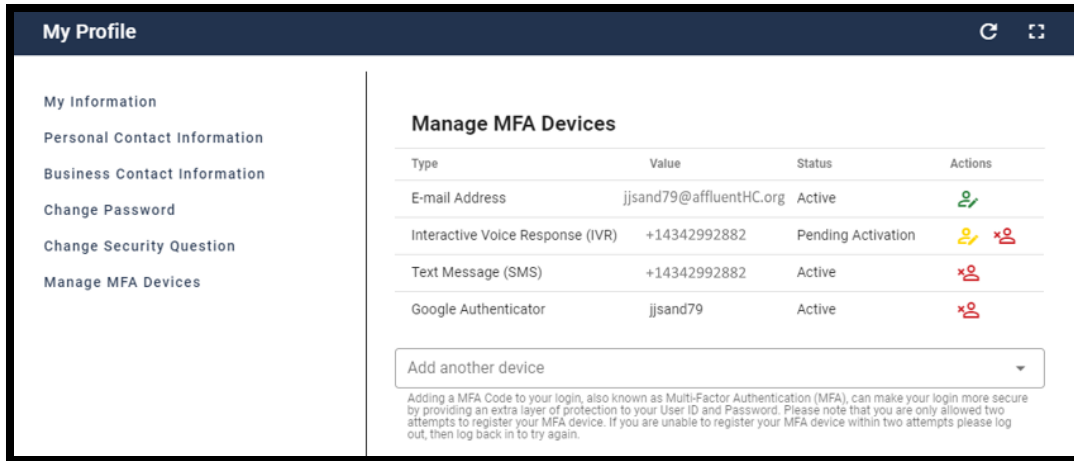 My Profile
My Information
Personal Contact Information
Business Contact Information
Change Password
Change Security Question
Manage MFA Devices
Manage MFA Devices
Type Value Status Actions
E-mail Address jjsand79@affluentHC.org Active
Interactive Voice Response (IVR) +14342992882 Pending Activation
Text Message (SMS) +14342992882 Active
Google Authenticator jjsand79 Active
Add another device
Adding a MFA Code to your login, also known as Multi-Factor Authentication (MFA), can make your login more secure
by providing an extra layer of protection to your User ID and Password. Please note that you are only allowed two
attempts to register your MFA device. If you are unable to register your MFA device within two attempts please log
out, then log back in to try again.